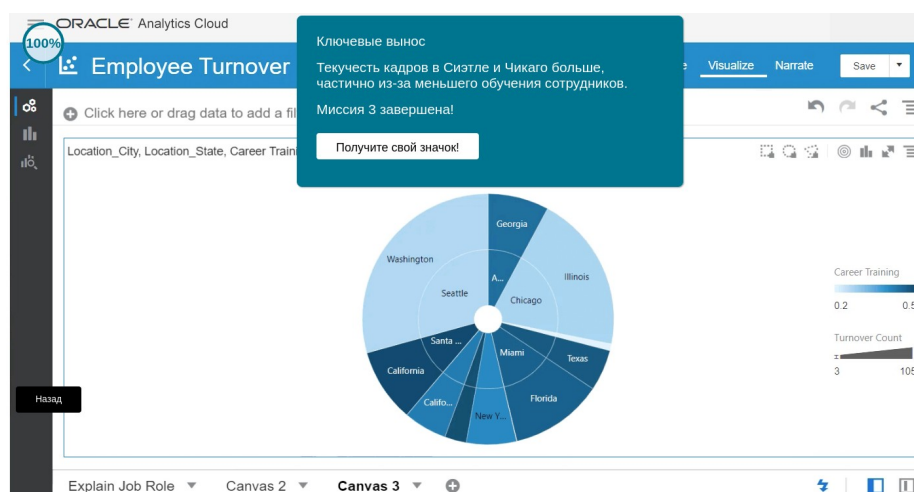 ORACLE Analytics Cloud
100%
Ключевые вынос
Текучесть кадров в Сиэтле и Чикаго больше,
частично из-за меньшего обучения сотрудников.
Миссия 3 завершена!
Получите свой значок!
Employee Turnover
Visualize
Narrate
Save
Click here or drag data to add a fil
Location_City, Location_State, Career Traini
Georgia
Washington
A...
Illinois
Seattle
Chicago
Santa ...
Miami
Texas
California
Califo...
Florida
New Y...
Career Training
0.2 0.5
Turnover Count
3 105
Назад
Explain Job Role
Canvas 2
Canvas 3